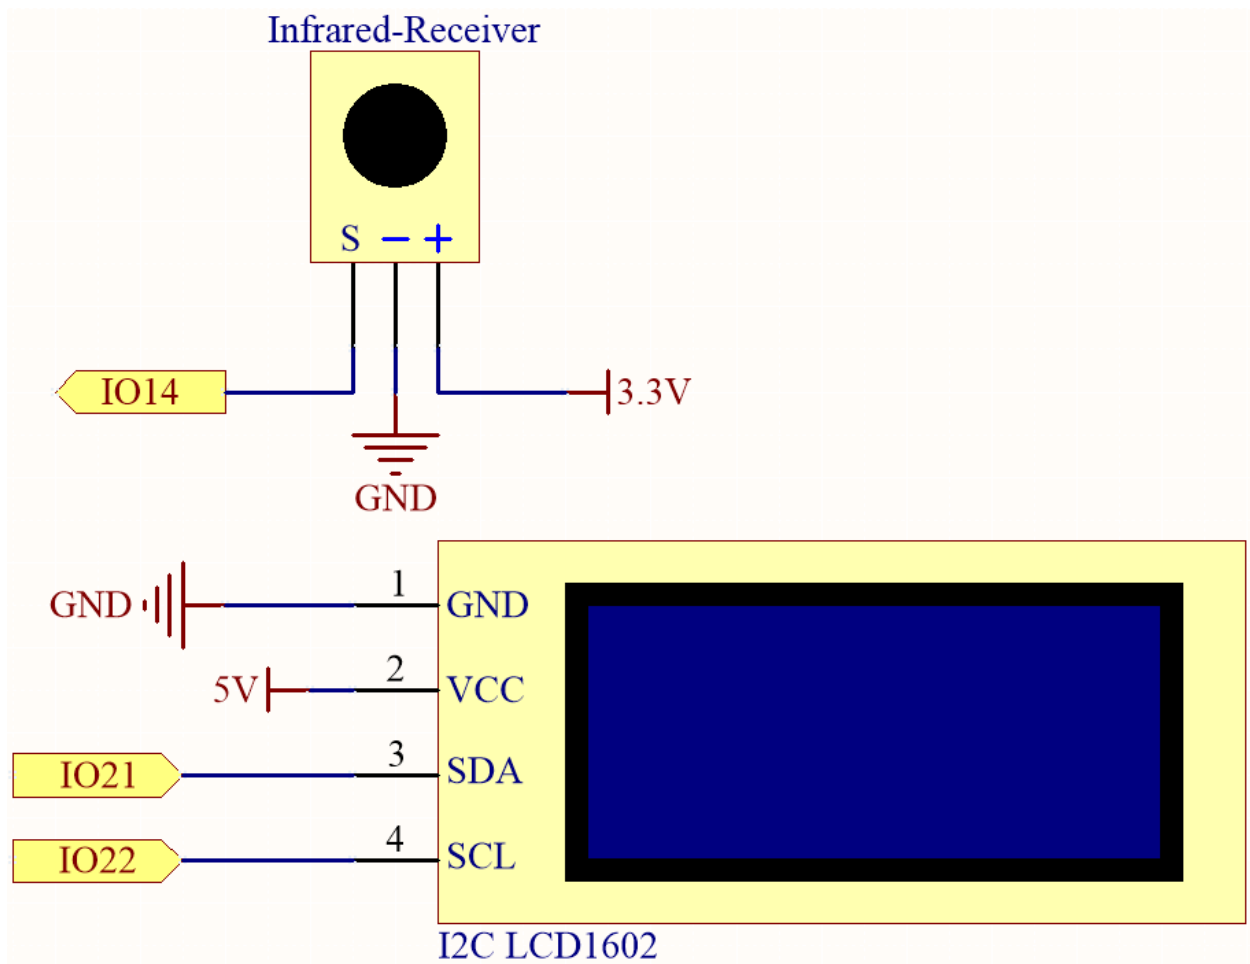 Infrared-Receiver
S − +
IO14
3.3V
GND
GND
1
GND
5V
2
VCC
IO21
3
SDA
IO22
4
SCL
I2C LCD1602